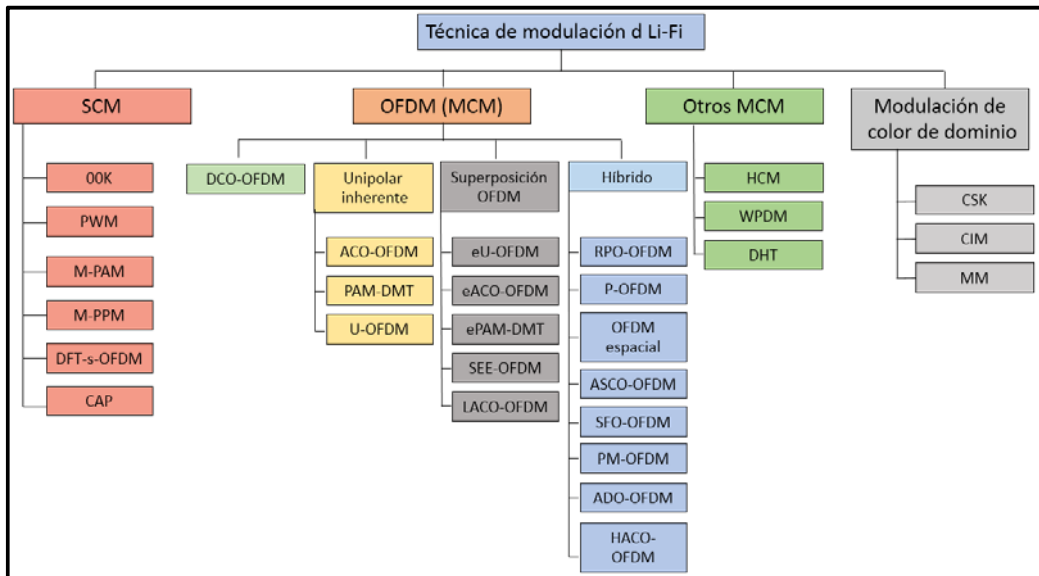 Técnica de modulación d Li-Fi
SCM
OFDM (MCM)
Otros MCM
Modulación de
color de dominio
OOK
PWM
M-PAM
M-PPM
DFT-s-OFDM
CAP
DCO-OFDM
Unipolar
inherente
ACO-OFDM
PAM-DMT
U-OFDM
Superposición
OFDM
eU-OFDM
eACO-OFDM
ePAM-DMT
SEE-OFDM
LACO-OFDM
Híbrido
RPO-OFDM
P-OFDM
OFDM
espacial
ASCO-OFDM
SFO-OFDM
PM-OFDM
ADO-OFDM
HACO-
OFDM
HCM
WPDM
DHT
CSK
CIM
MM